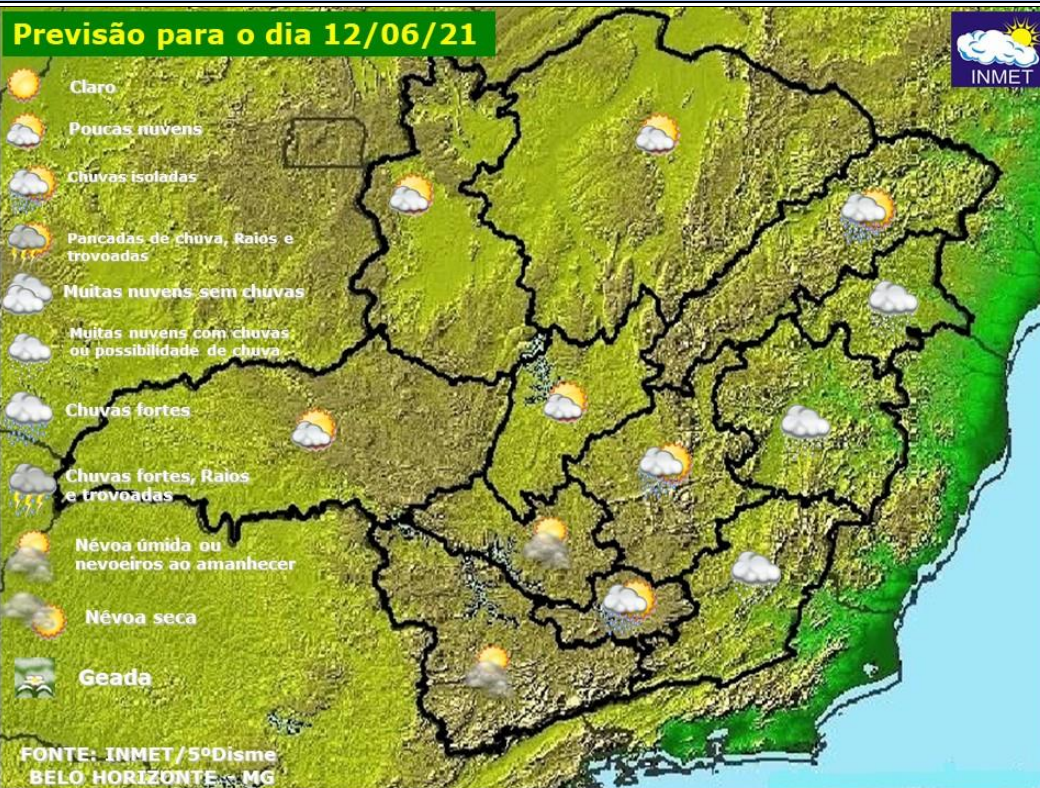 Previsão para o dia 12/06/21
INMET
Claro
Poucas nuvens
Chuvas isoladas
Pancadas de chuva, Raios e
trovoadas
Muitas nuvens sem chuvas
Muitas nuvens com chuvas
ou possibilidade de chuva
Chuvas fortes
Chuvas fortes, Raios
e trovoadas
Névoa úmida ou
nevoeiros ao amanhecer
Névoa seca
Geada
FONTE: INMET/5ºDisme
BELO HORIZONTE - MG